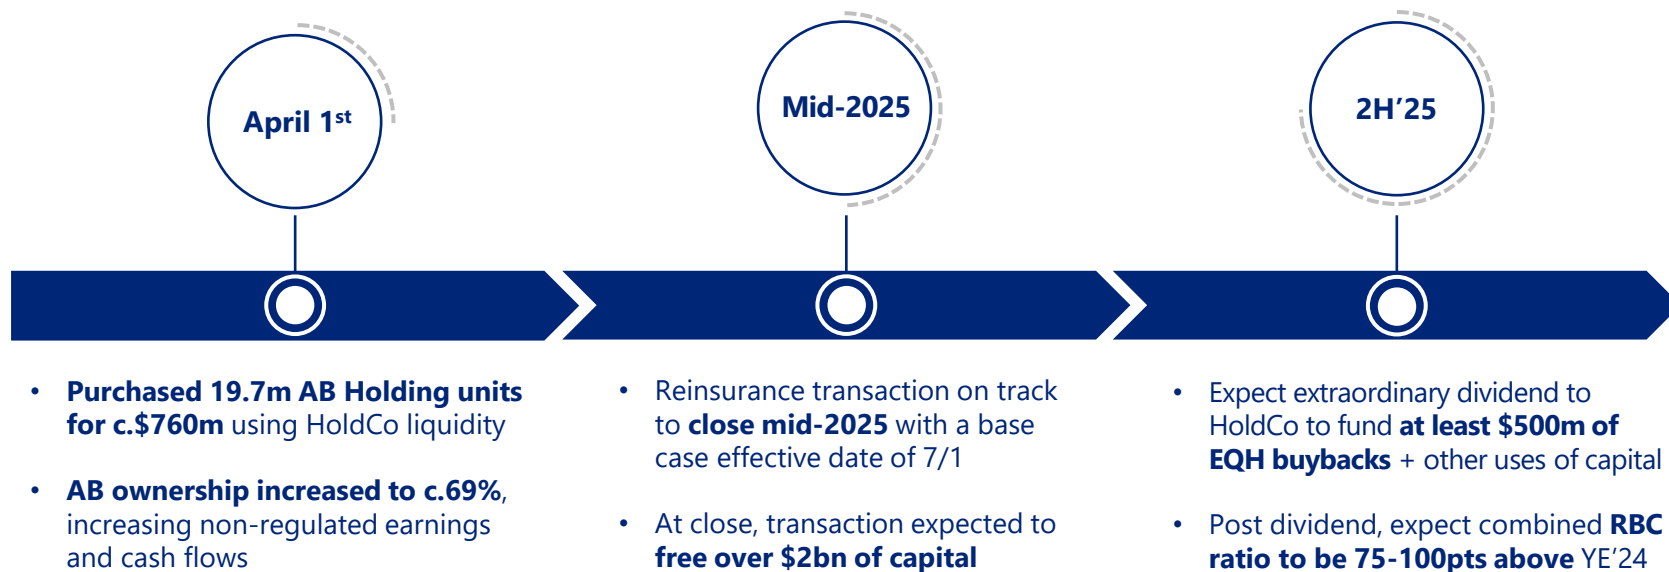 April 1st
Mid-2025
2H'25
• Purchased 19.7m AB Holding units
for c.$760m using HoldCo liquidity
• AB ownership increased to c.69%,
increasing non-regulated earnings
and cash flows
• Reinsurance transaction on track
to close mid-2025 with a base
case effective date of 7/1
• At close, transaction expected to
free over $2bn of capital
• Expect extraordinary dividend to
HoldCo to fund at least $500m of
EQH buybacks + other uses of capital
• Post dividend, expect combined RBC
ratio to be 75-100pts above YE'24